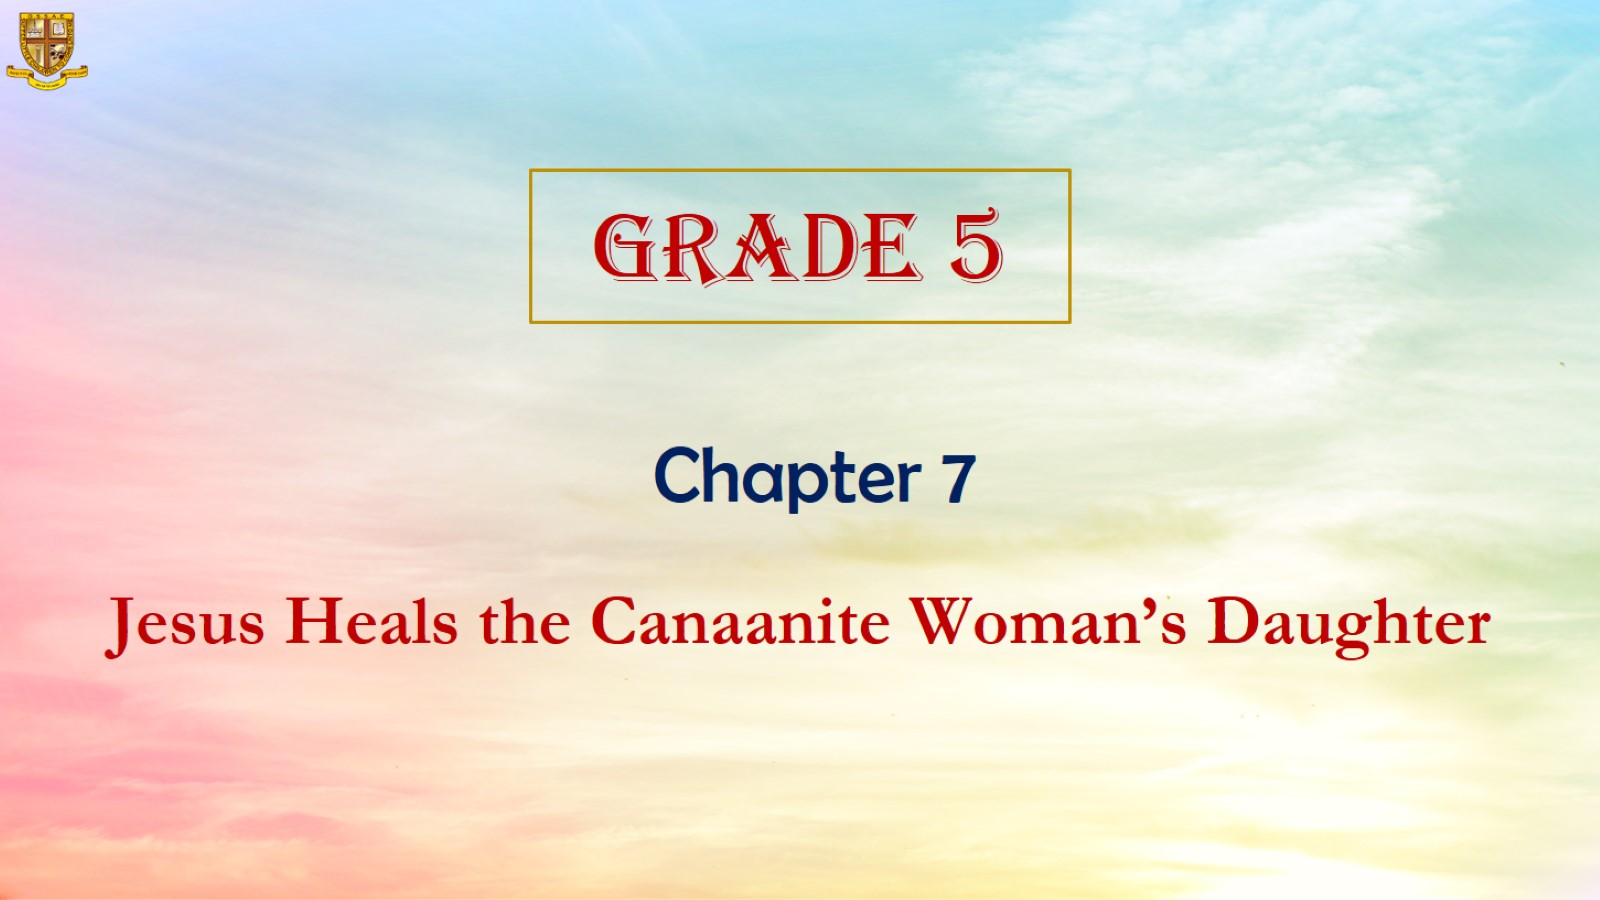 O.S.S.A.E.
GRADE 5
Chapter 7
Jesus Heals the Canaanite Woman’s Daughter